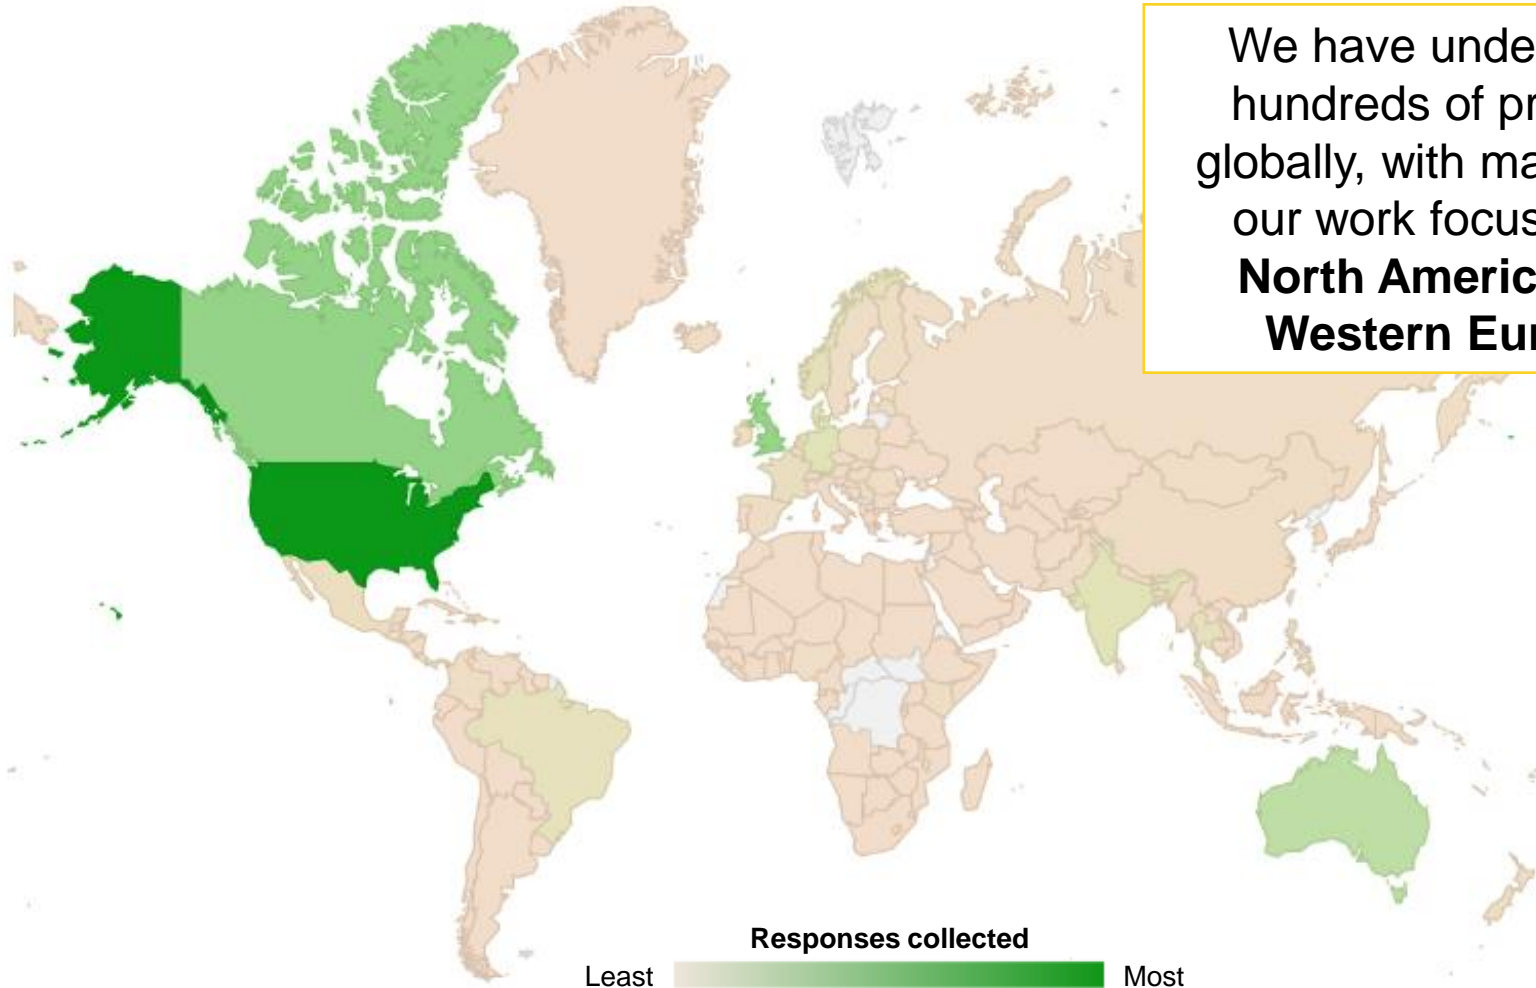 We have unde
hundreds of pr
globally, with ma
our work focus
North Americ
Western Eur
Responses collected
Least
Most